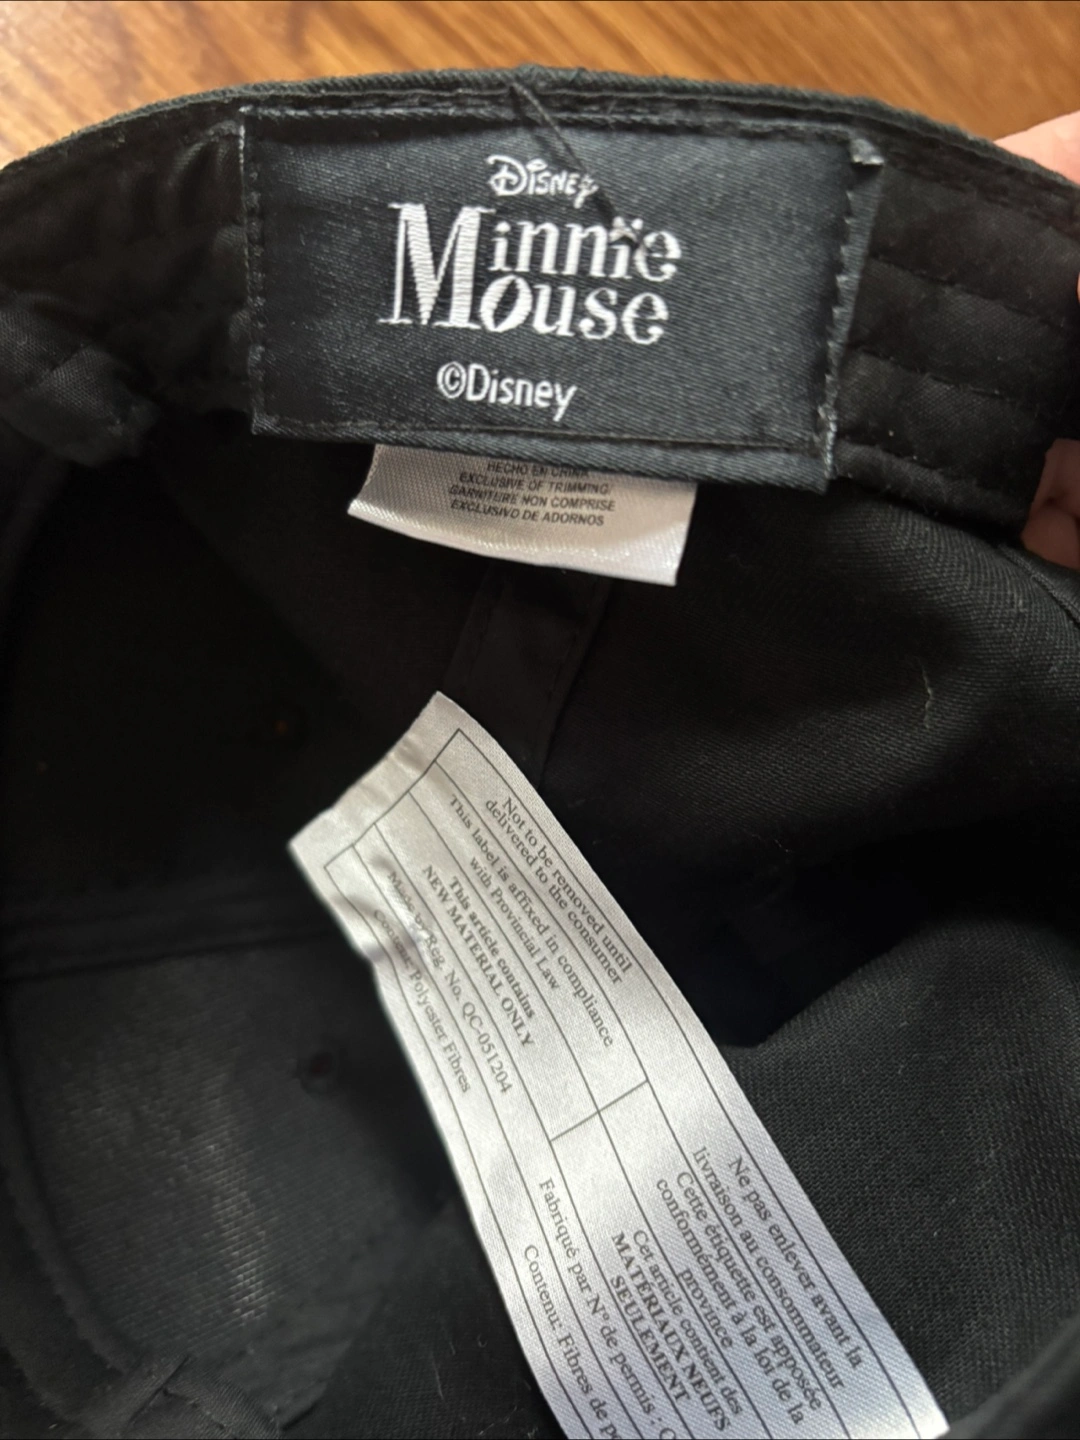 Disney
Minnie
Mouse
©Disney
HECHO EN CHINA
EXCLUSIVE OF TRIMMING
GARNITURE NON COMPRISE
EXCLUSIVO DE ADORNOS
Not to be removed until
delivered to the consumer
This label is affixed in compliance
with Provincial Law
This article contains
NEW MATERIAL ONLY
Made by Reg. No. QC-051204
Content: Polyester Fibres
Ne pas enlever avant la
livraison au consommateur
Cette étiquette est apposée
conformément à la loi de la
province
Cet article contient des
MATÉRIAUX NEUFS
SEULEMENT
Fabriqué par N° de permis :
Contenu: Fibres de